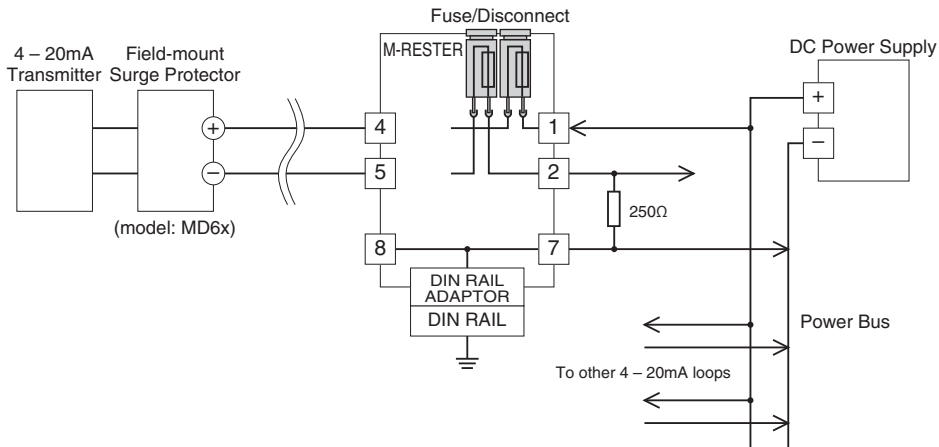 Fuse/Disconnect
4 – 20mA
Transmitter
Field-mount
Surge Protector
M-RESTER
DC Power Supply
+
–
+
–
4
5
1
2
250Ω
(model: MD6x)
8
7
DIN RAIL
ADAPTOR
DIN RAIL
Power Bus
To other 4 – 20mA loops